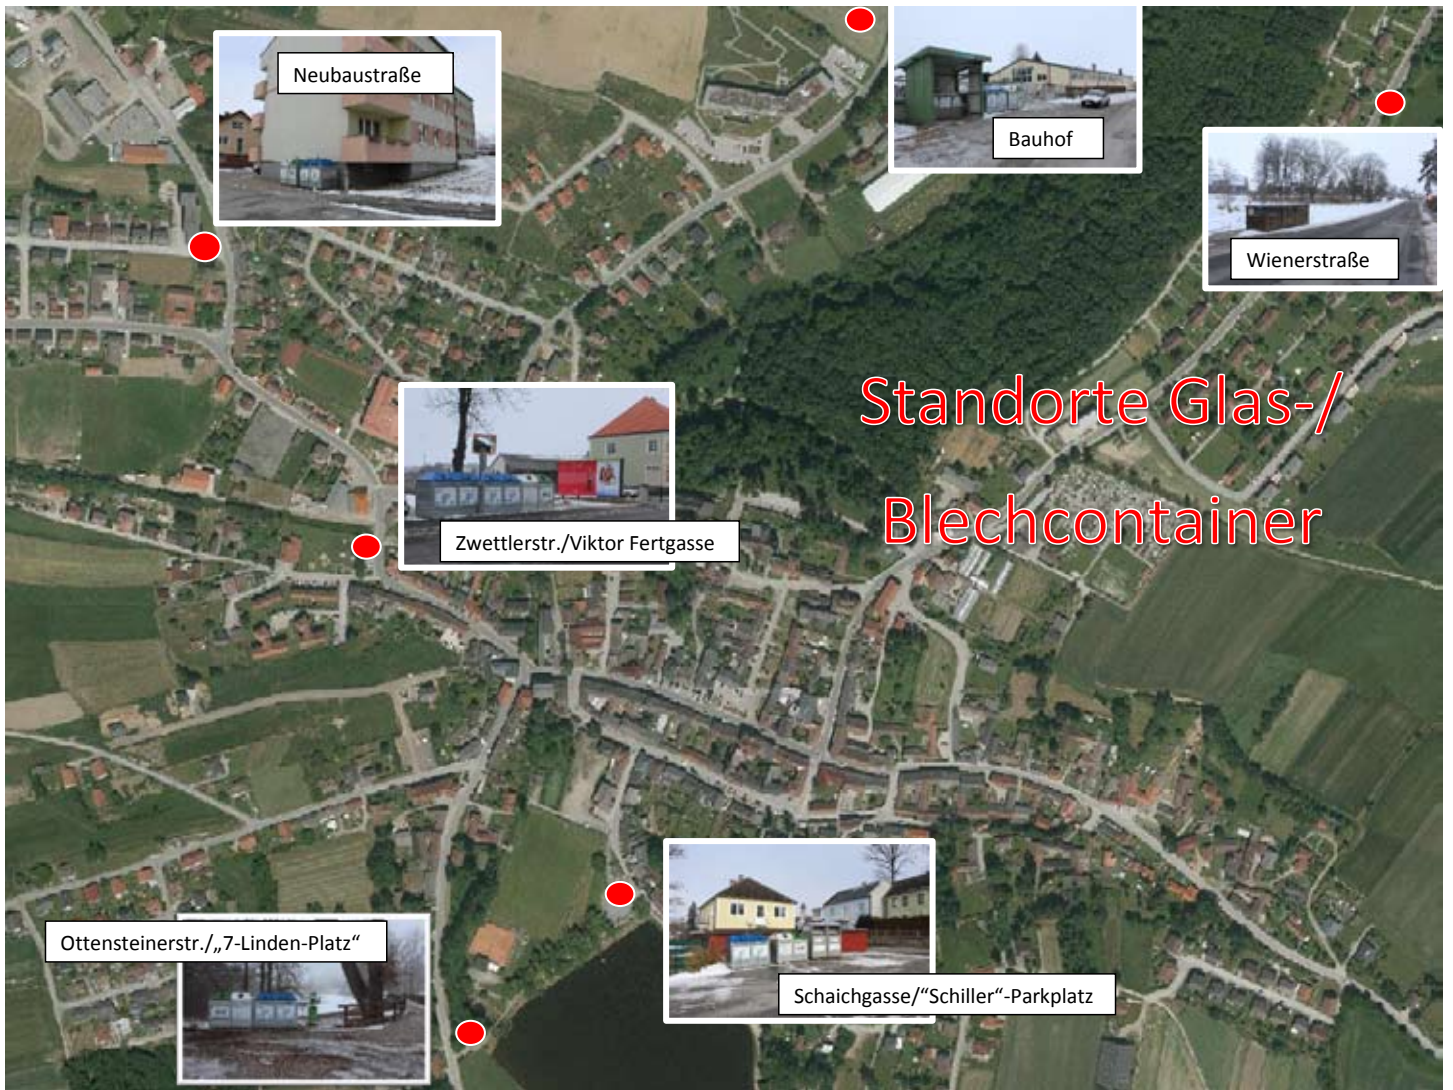 Neubaustraße
Bauhof
Wienerstraße
Standorte Glas-/
Blechcontainer
Zwettlerstr./Viktor Fertgasse
Ottensteinerstr./„7-Linden-Platz“
Schaichgasse/“Schiller“-Parkplatz